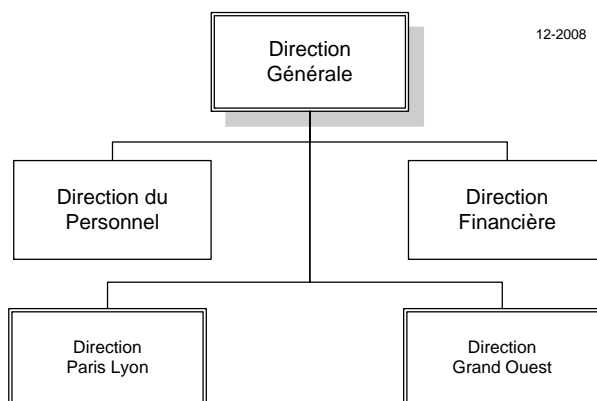 Direction
Générale
12-2008
Direction du
Personnel
Direction
Financière
Direction
Paris Lyon
Direction
Grand Ouest